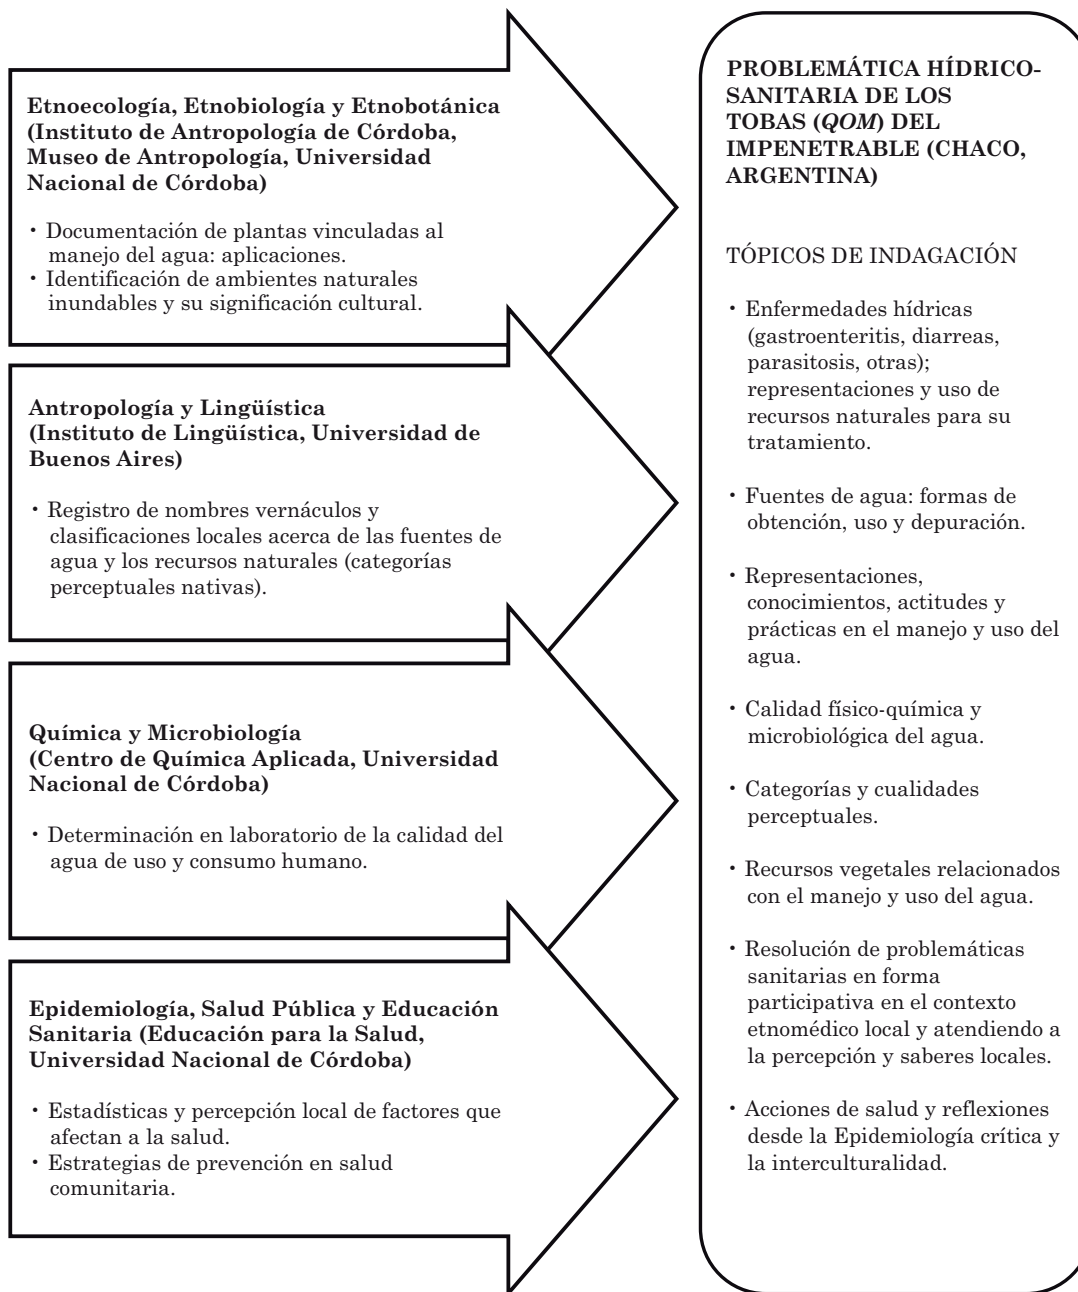 Etnoecología, Etnobiología y Etnobotánica
(Instituto de Antropología de Córdoba,
Museo de Antropología, Universidad
Nacional de Córdoba)
· Documentación de plantas vinculadas al
manejo del agua: aplicaciones.
· Identificación de ambientes naturales
inundables y su significación cultural.
Antropología y Lingüística
(Instituto de Lingüística, Universidad de
Buenos Aires)
· Registro de nombres vernáculos y
clasificaciones locales acerca de las fuentes de
agua y los recursos naturales (categorías
perceptuales nativas).
Química y Microbiología
(Centro de Química Aplicada, Universidad
Nacional de Córdoba)
· Determinación en laboratorio de la calidad del
agua de uso y consumo humano.
Epidemiología, Salud Pública y Educación
Sanitaria (Educación para la Salud,
Universidad Nacional de Córdoba)
· Estadísticas y percepción local de factores que
afectan a la salud.
· Estrategias de prevención en salud
comunitaria.
PROBLEMÁTICA HÍDRICO-
SANITARIA DE LOS
TOBAS (QOM) DEL
IMPENETRABLE (CHACO,
ARGENTINA)
TÓPICOS DE INDAGACIÓN
· Enfermedades hídricas
(gastroenteritis, diarreas,
parasitosis, otras);
representaciones y uso de
recursos naturales para su
tratamiento.
· Fuentes de agua: formas de
obtención, uso y depuración.
· Representaciones,
conocimientos, actitudes y
prácticas en el manejo y uso del
agua.
· Calidad físico-química y
microbiológica del agua.
· Categorías y cualidades
perceptuales.
· Recursos vegetales relacionados
con el manejo y uso del agua.
· Resolución de problemáticas
sanitarias en forma
participativa en el contexto
etnomédico local y atendiendo a
la percepción y saberes locales.
· Acciones de salud y reflexiones
desde la Epidemiología crítica y
la interculturalidad.